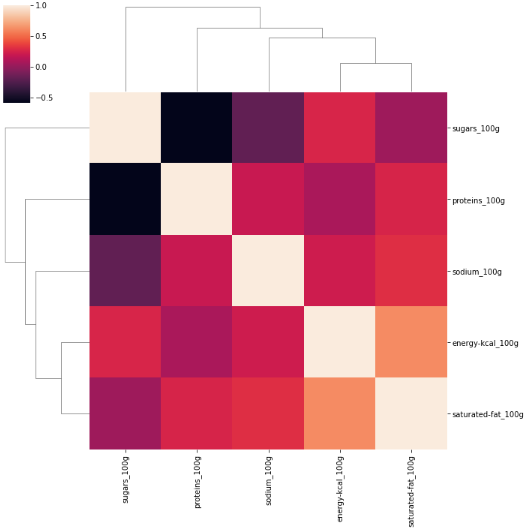 1.0
0.5
0.0
−0.5
sugars_100g
proteins_100g
sodium_100g
energy-kcal_100g
saturated-fat_100g
sugars_100g
proteins_100g
sodium_100g
energy-kcal_100g
saturated-fat_100g